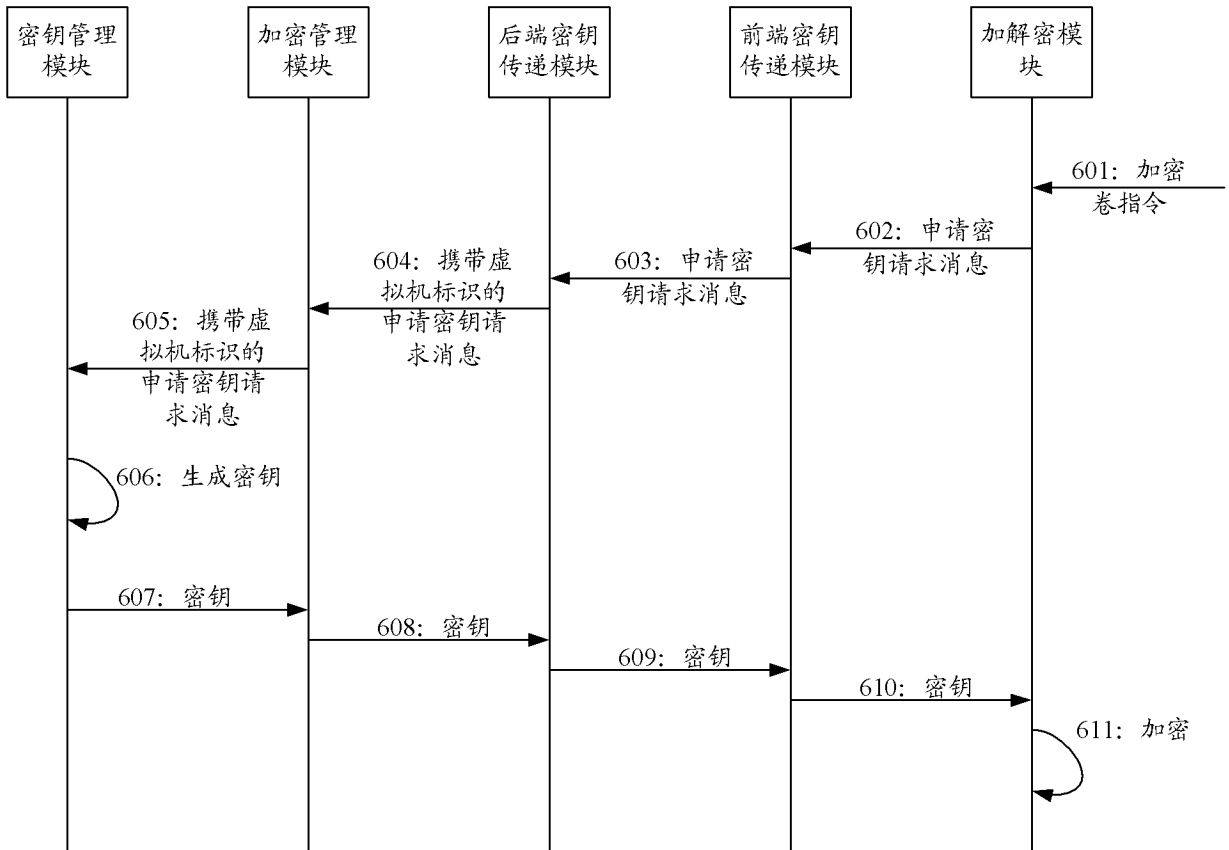 密钥管理
模块
加密管理
模块
后端密钥
传递模块
前端密钥
传递模块
加解密模
块
601：加密
卷指令
602：申请密
钥请求消息
603：申请密
钥请求消息
604：携带虚
拟机标识的
申请密钥请
求消息
605：携带虚
拟机标识的
申请密钥请
求消息
606：生成密钥
607：密钥
608：密钥
609：密钥
610：密钥
611：加密